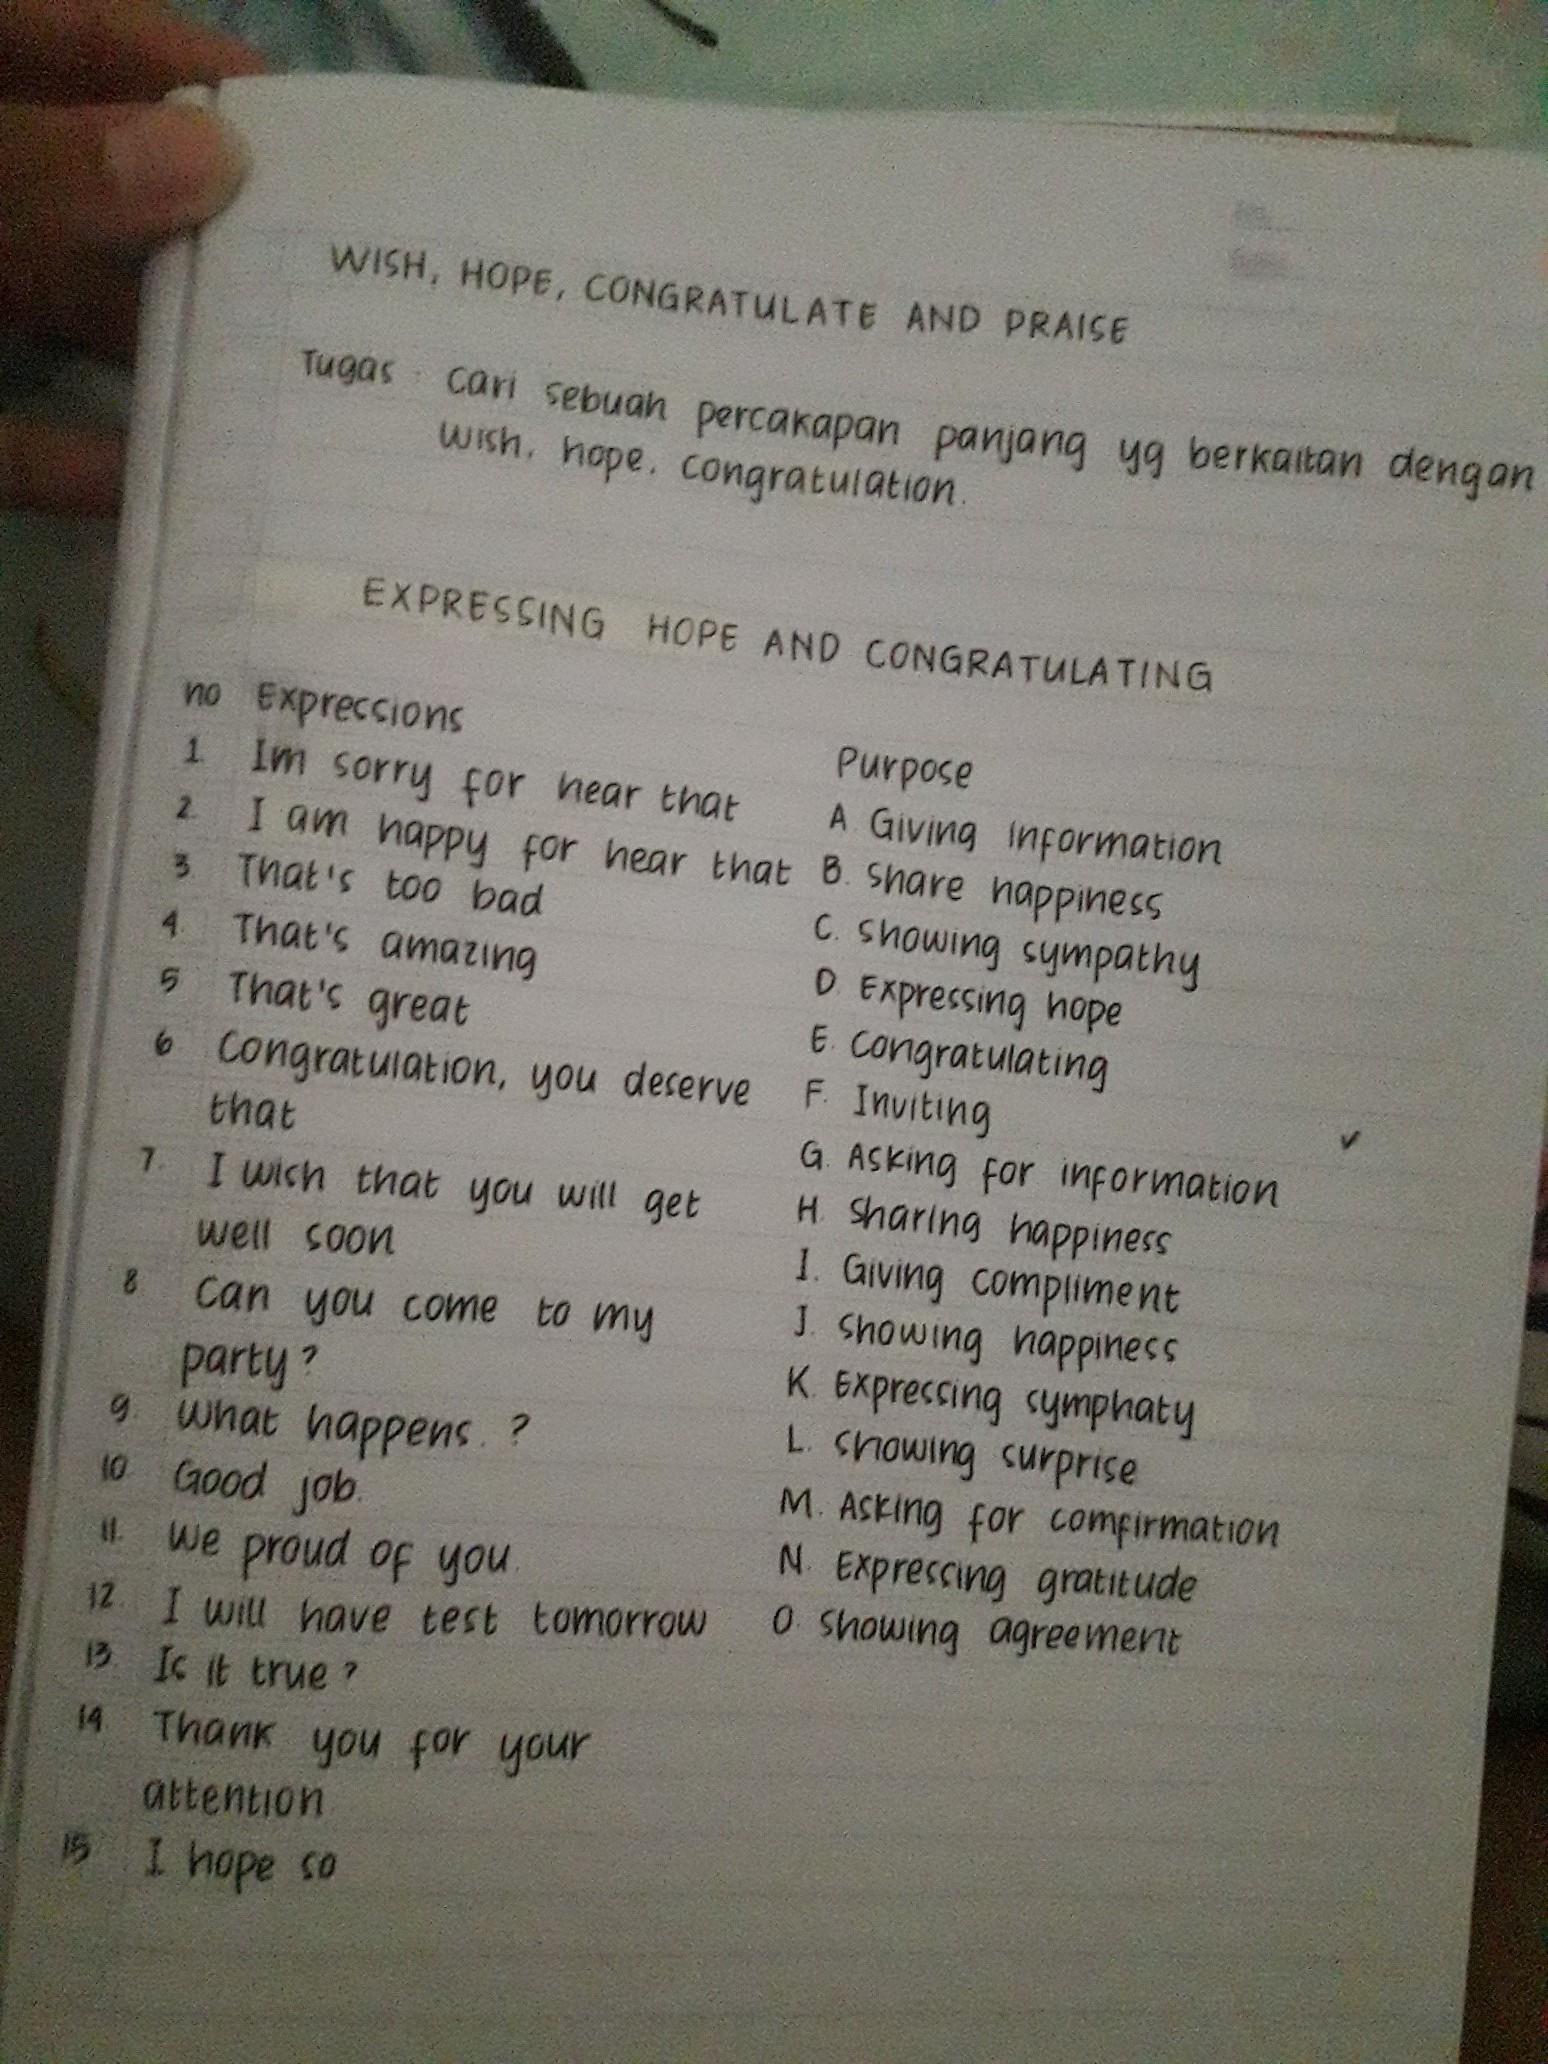 WISH, HOPE, CONGRATULATE AND PRAISE
Tugas : Cari sebuah percakapan panjang yg berkaitan dengan
wish, hope, congratulation.
EXPRESSING HOPE AND CONGRATULATING
no Expressions
1. Im sorry for hear that
2. I am happy for hear that
3. That's too bad
4. That's amazing
5 That's great
6 Congratulation, you deserve
that
7. I wish that you will get
well soon
8 Can you come to my
party?
9. What happens. ?
10. Good job.
11. We proud of you.
12. I will have test tomorrow
13. Is it true?
14 Thank you for your
attention
15 I hope so
Purpose
A. Giving information
B. Share happiness
C. Showing sympathy
D. Expressing hope
E. Congratulating
F. Inviting
G. Asking for information
H. Sharing happiness
I. Giving compliment
J. Showing happiness
K. Expressing symphaty
L. Showing surprise
M. Asking for comfirmation
N. Expressing gratitude
O. Showing agreement